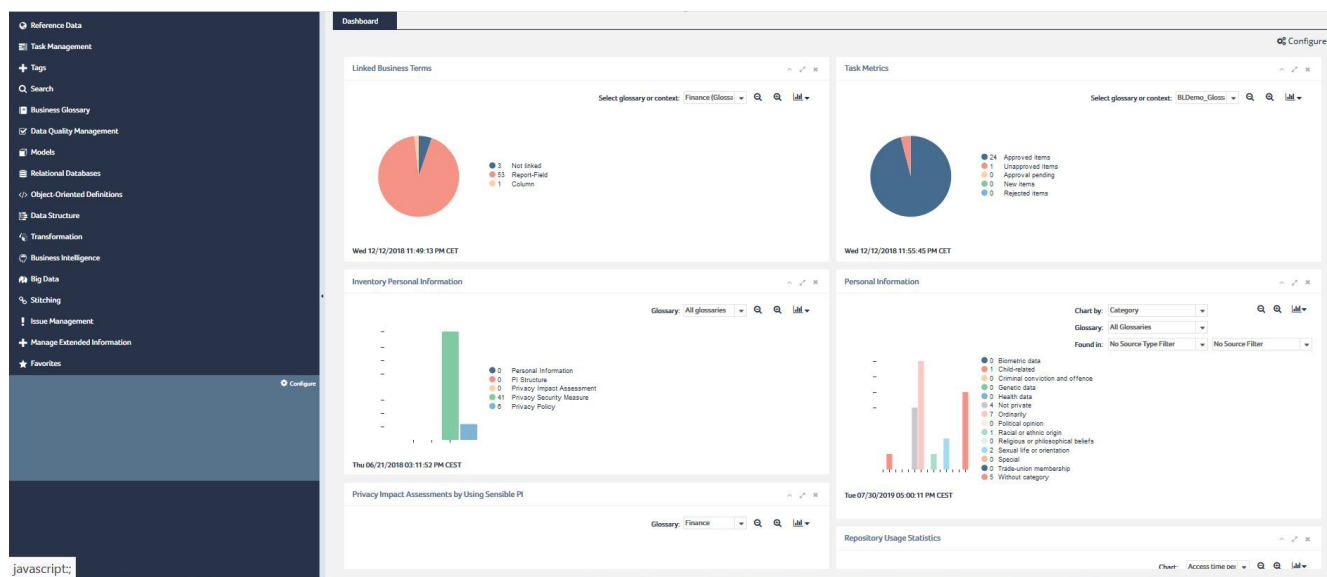 Reference Data
Task Management
Tags
Search
Business Glossary
Data Quality Management
Models
Relational Databases
Object-Oriented Definitions
Data Structure
Transformation
Business Intelligence
Big Data
Stitching
Issue Management
Manage Extended Information
Favorites
Configure
javascript:;
Dashboard
Configure
Linked Business Terms
Select glossary or context: Finance (Glossa
3 Not linked
53 Report-Field
1 Column
Wed 12/12/2018 11:49:13 PM CET
Task Metrics
Select glossary or context: BLDemo_Gloss
24 Approved items
1 Unapproved items
0 Approval pending
0 New items
0 Rejected items
Wed 12/12/2018 11:55:45 PM CET
Inventory Personal Information
Glossary: All glossaries
0 Personal Information
0 PI Structure
0 Privacy Impact Assessment
41 Privacy Security Measure
6 Privacy Policy
Thu 06/21/2018 03:11:52 PM CEST
Personal Information
Chart by: Category
Glossary: All Glossaries
Found in: No Source Type Filter No Source Filter
0 Biometric data
1 Child-related
0 Criminal conviction and offence
0 Genetic data
0 Health data
4 Not private
7 Ordinarily
0 Political opinion
1 Racial or ethnic origin
0 Religious or philosophical beliefs
2 Sexual life or orientation
0 Special
0 Trade-union membership
5 Without category
Tue 07/30/2019 05:00:11 PM CEST
Privacy Impact Assessments by Using Sensible PI
Glossary: Finance
Repository Usage Statistics
Chart: Access time per